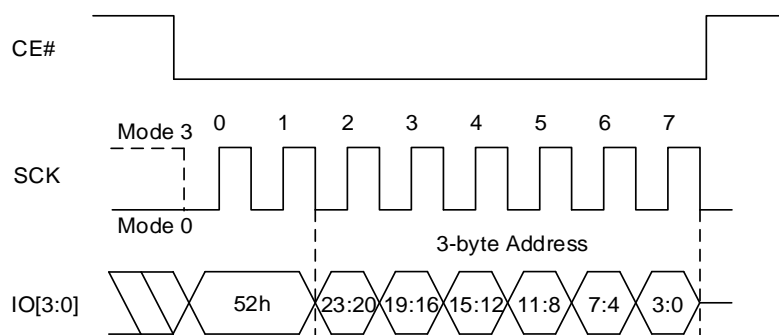 CE#
0 1 2 3 4 5 6 7
Mode 3
SCK
Mode 0
3-byte Address
IO[3:0] 52h 23:20 19:16 15:12 11:8 7:4 3:0